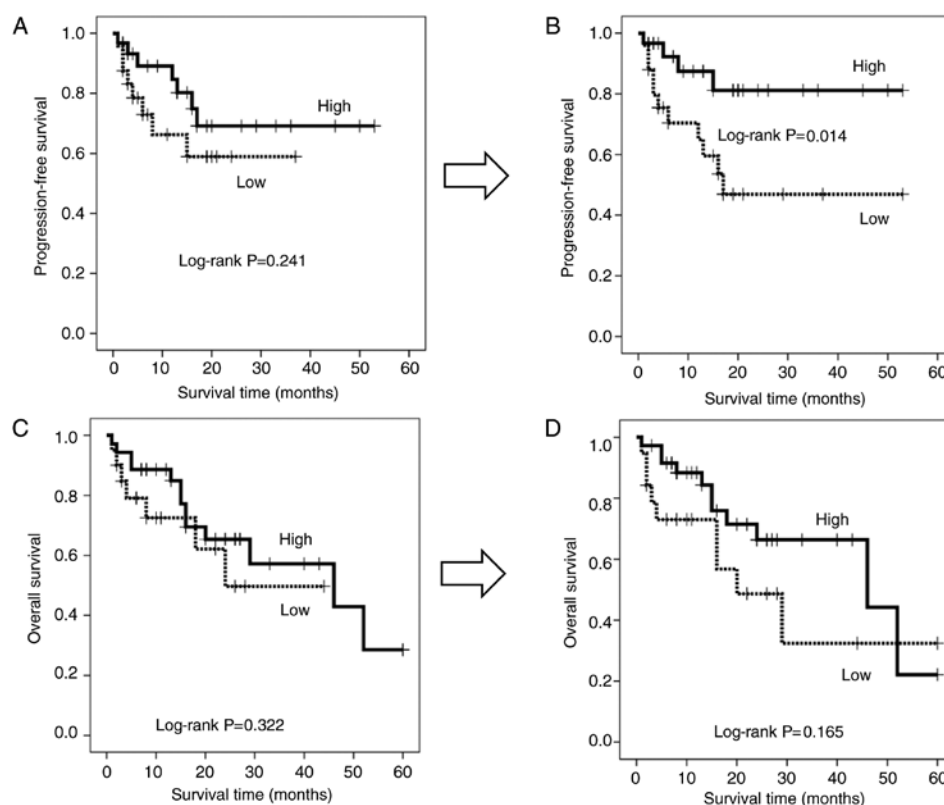 A
Progression-free survival
1.0
0.8
0.6
0.4
0.2
0.0
High
Low
Log-rank P=0.241
0 10 20 30 40 50 60
Survival time (months)
B
Progression-free survival
1.0
0.8
0.6
0.4
0.2
0.0
High
Log-rank P=0.014
Low
0 10 20 30 40 50 60
Survival time (months)
C
Overall survival
1.0
0.8
0.6
0.4
0.2
0.0
High
Low
Log-rank P=0.322
0 10 20 30 40 50 60
Survival time (months)
D
Overall survival
1.0
0.8
0.6
0.4
0.2
0.0
High
Low
Log-rank P=0.165
0 10 20 30 40 50 60
Survival time (months)